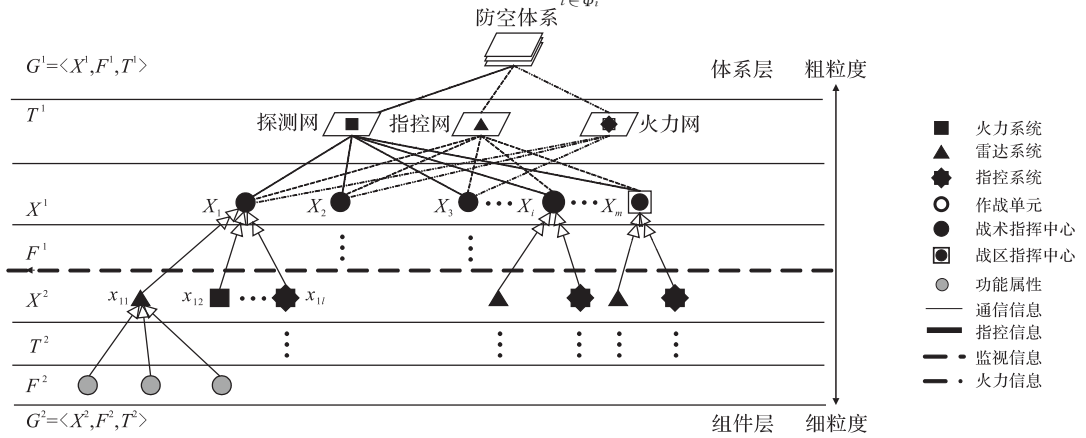 i∈Φ_i
防空体系
G¹=<X¹,F¹,T¹>
体系层 粗粒度
T¹
探测网 指控网 火力网
X¹ X₁ X₂ X₃ ••• X_i ••• X_m
F¹
X² x₁₁ x₁₂ ••• x₁ₗ
T²
F²
G²=<X²,F²,T²>
组件层 细粒度
火力系统
雷达系统
指控系统
作战单元
战术指挥中心
战区指挥中心
功能属性
通信信息
指控信息
监视信息
火力信息